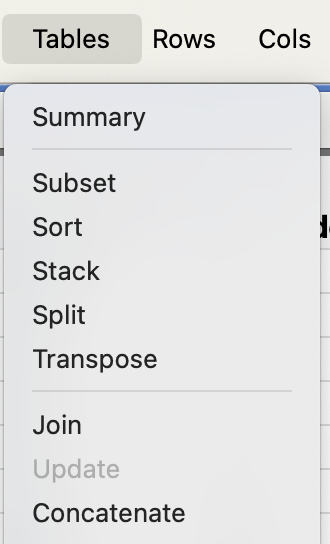 Tables Rows Cols
Summary
Subset
Sort
Stack
Split
Transpose
Join
Update
Concatenate